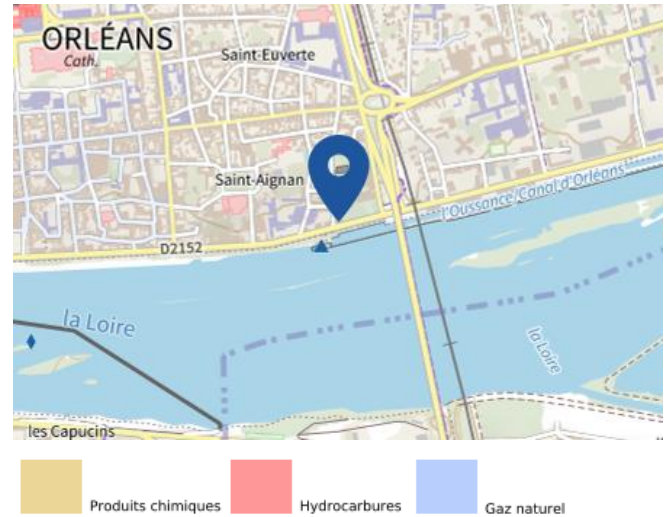 ORLÉANS
Cath.
Saint-Euverte
Saint-Aignan
l'Oussance/Canal d'Orléans
D2152
la Loire
la Loire
les Capucins
Produits chimiques
Hydrocarbures
Gaz naturel